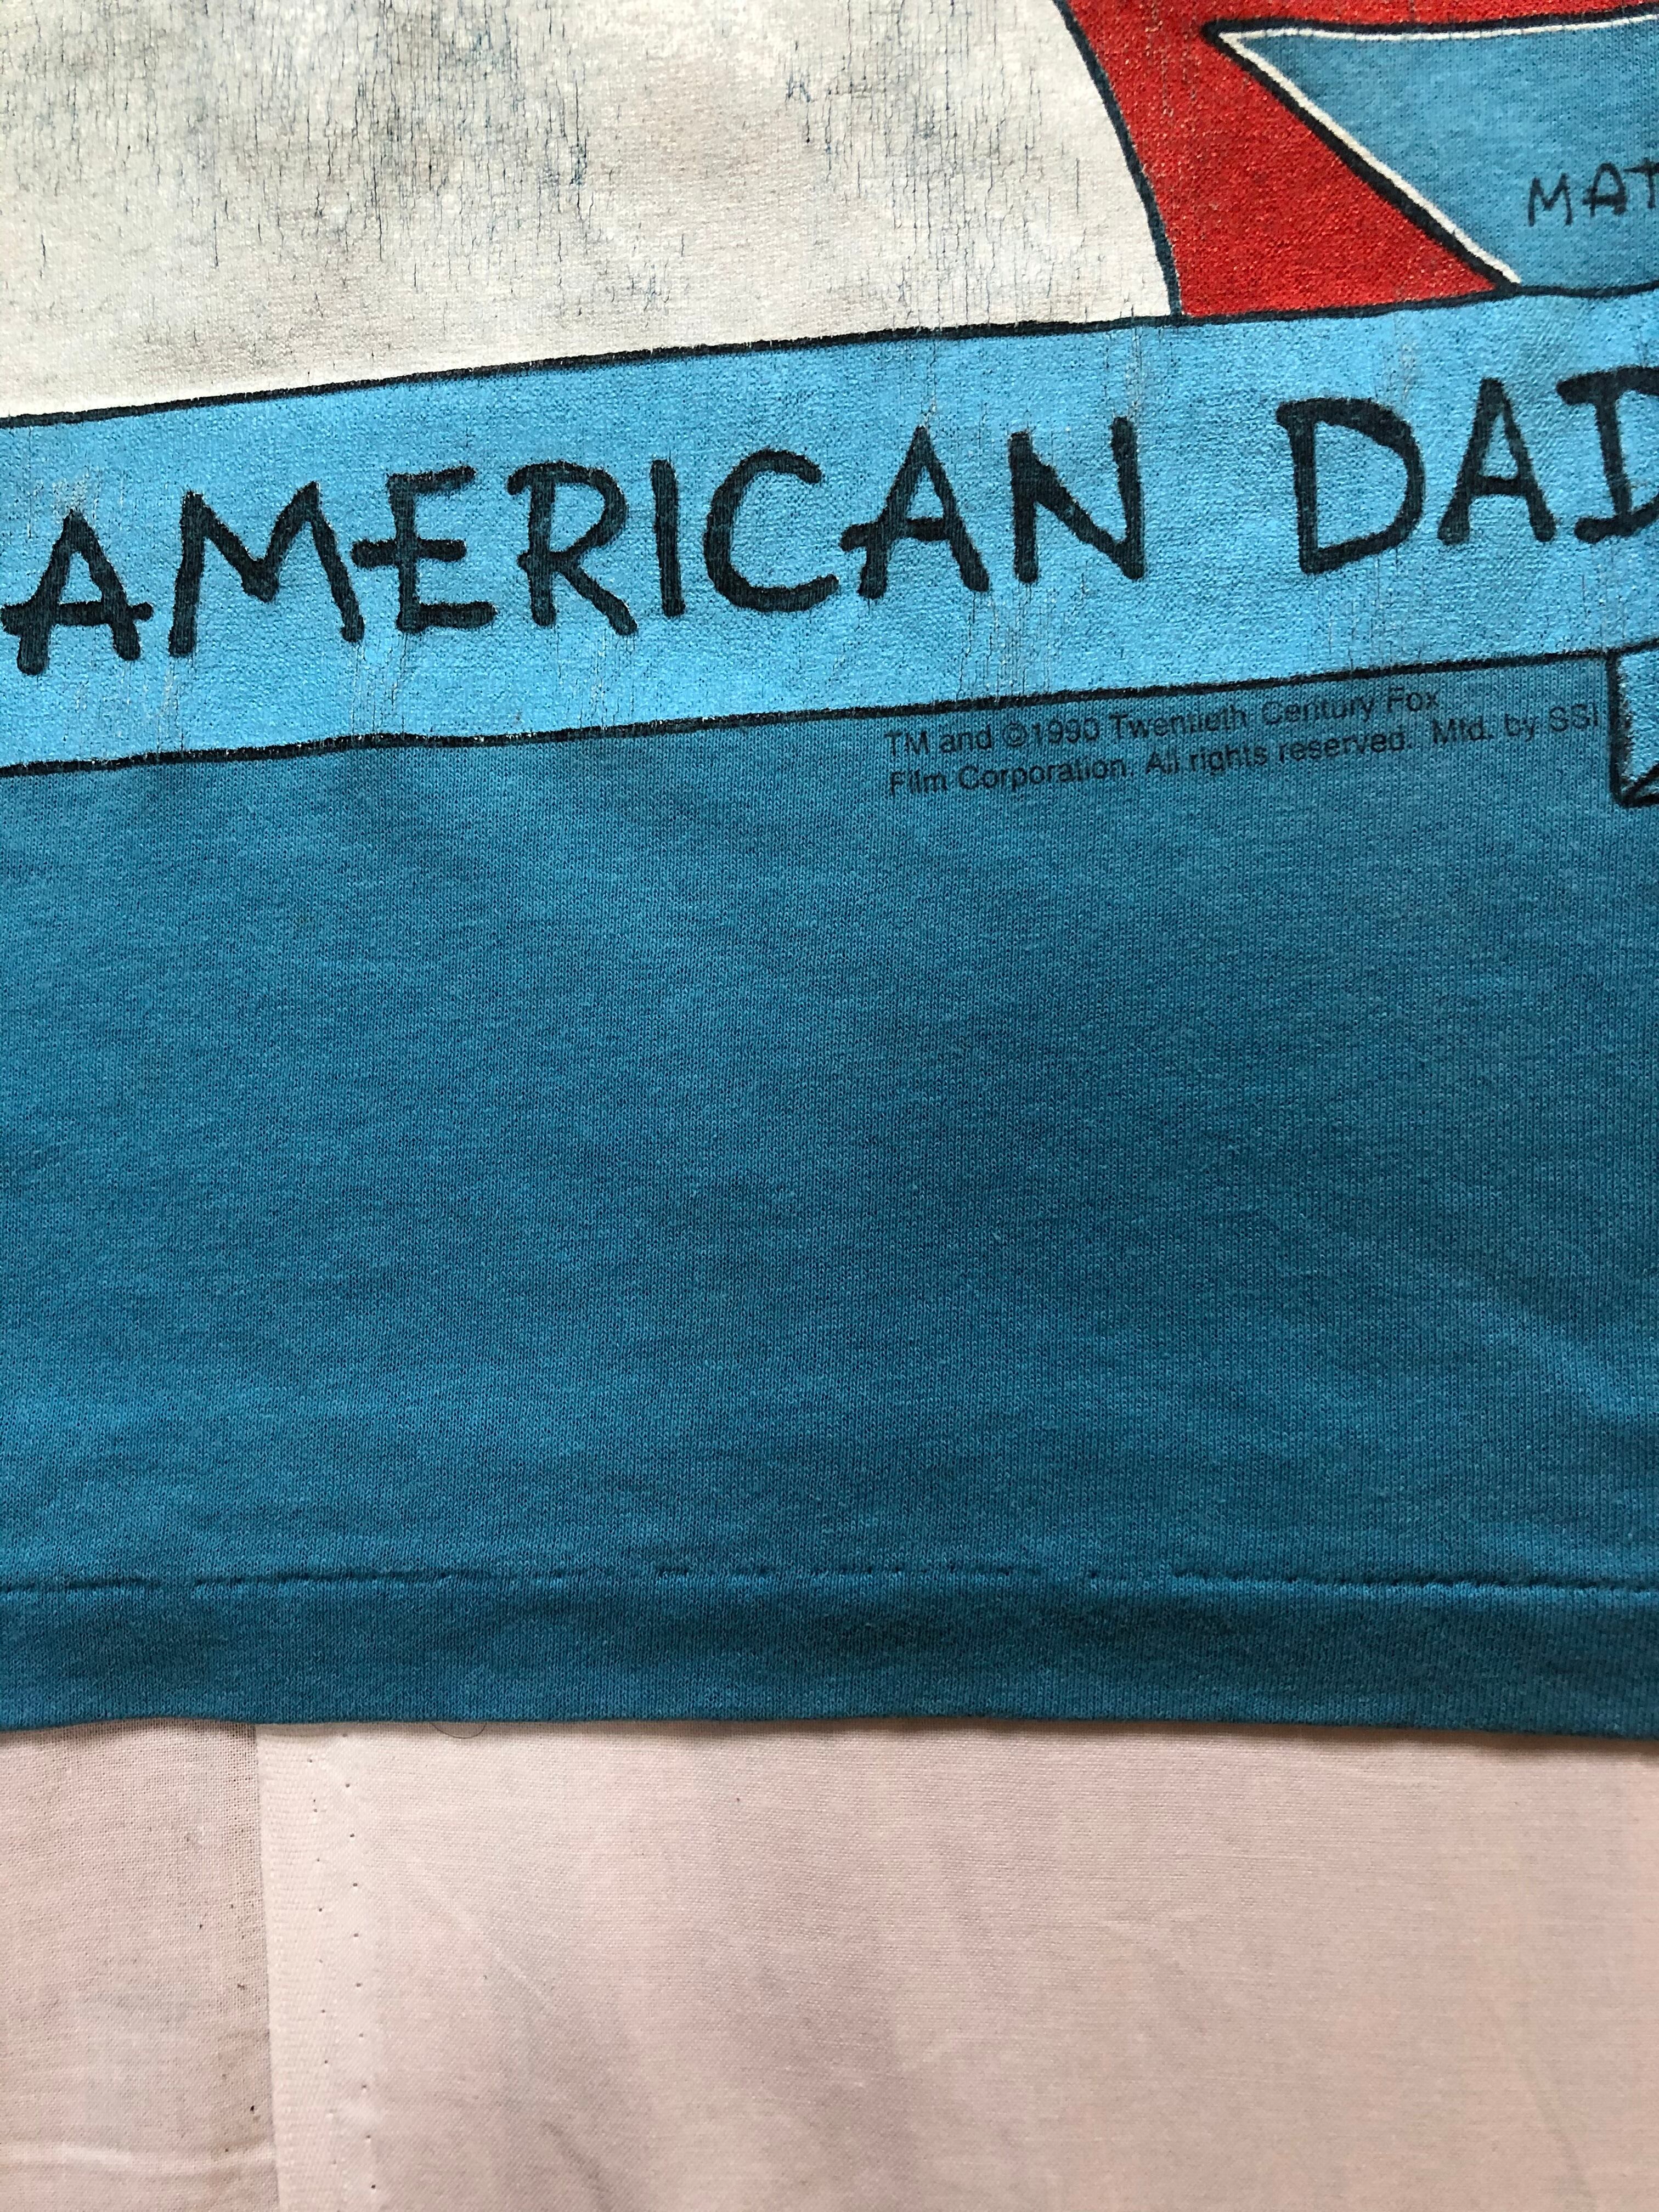 MAT
AMERICAN DAD
TM and ©1990 Twentieth Century Fox
Film Corporation. All rights reserved. Mfd. by SSI